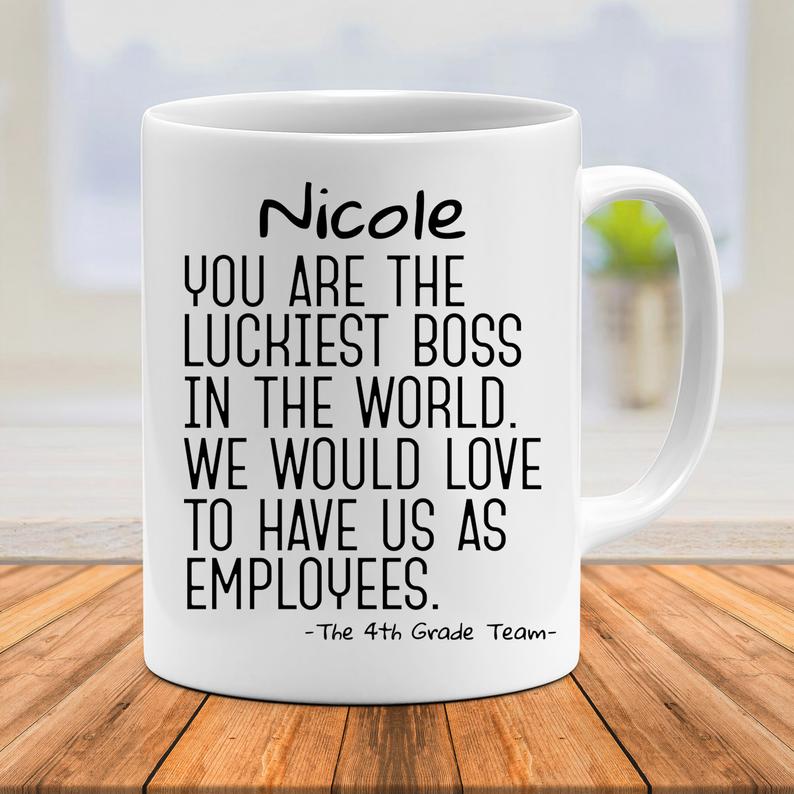 Nicole
YOU ARE THE
LUCKIEST BOSS
IN THE WORLD.
WE WOULD LOVE
TO HAVE US AS
EMPLOYEES.
-The 4th Grade Team-